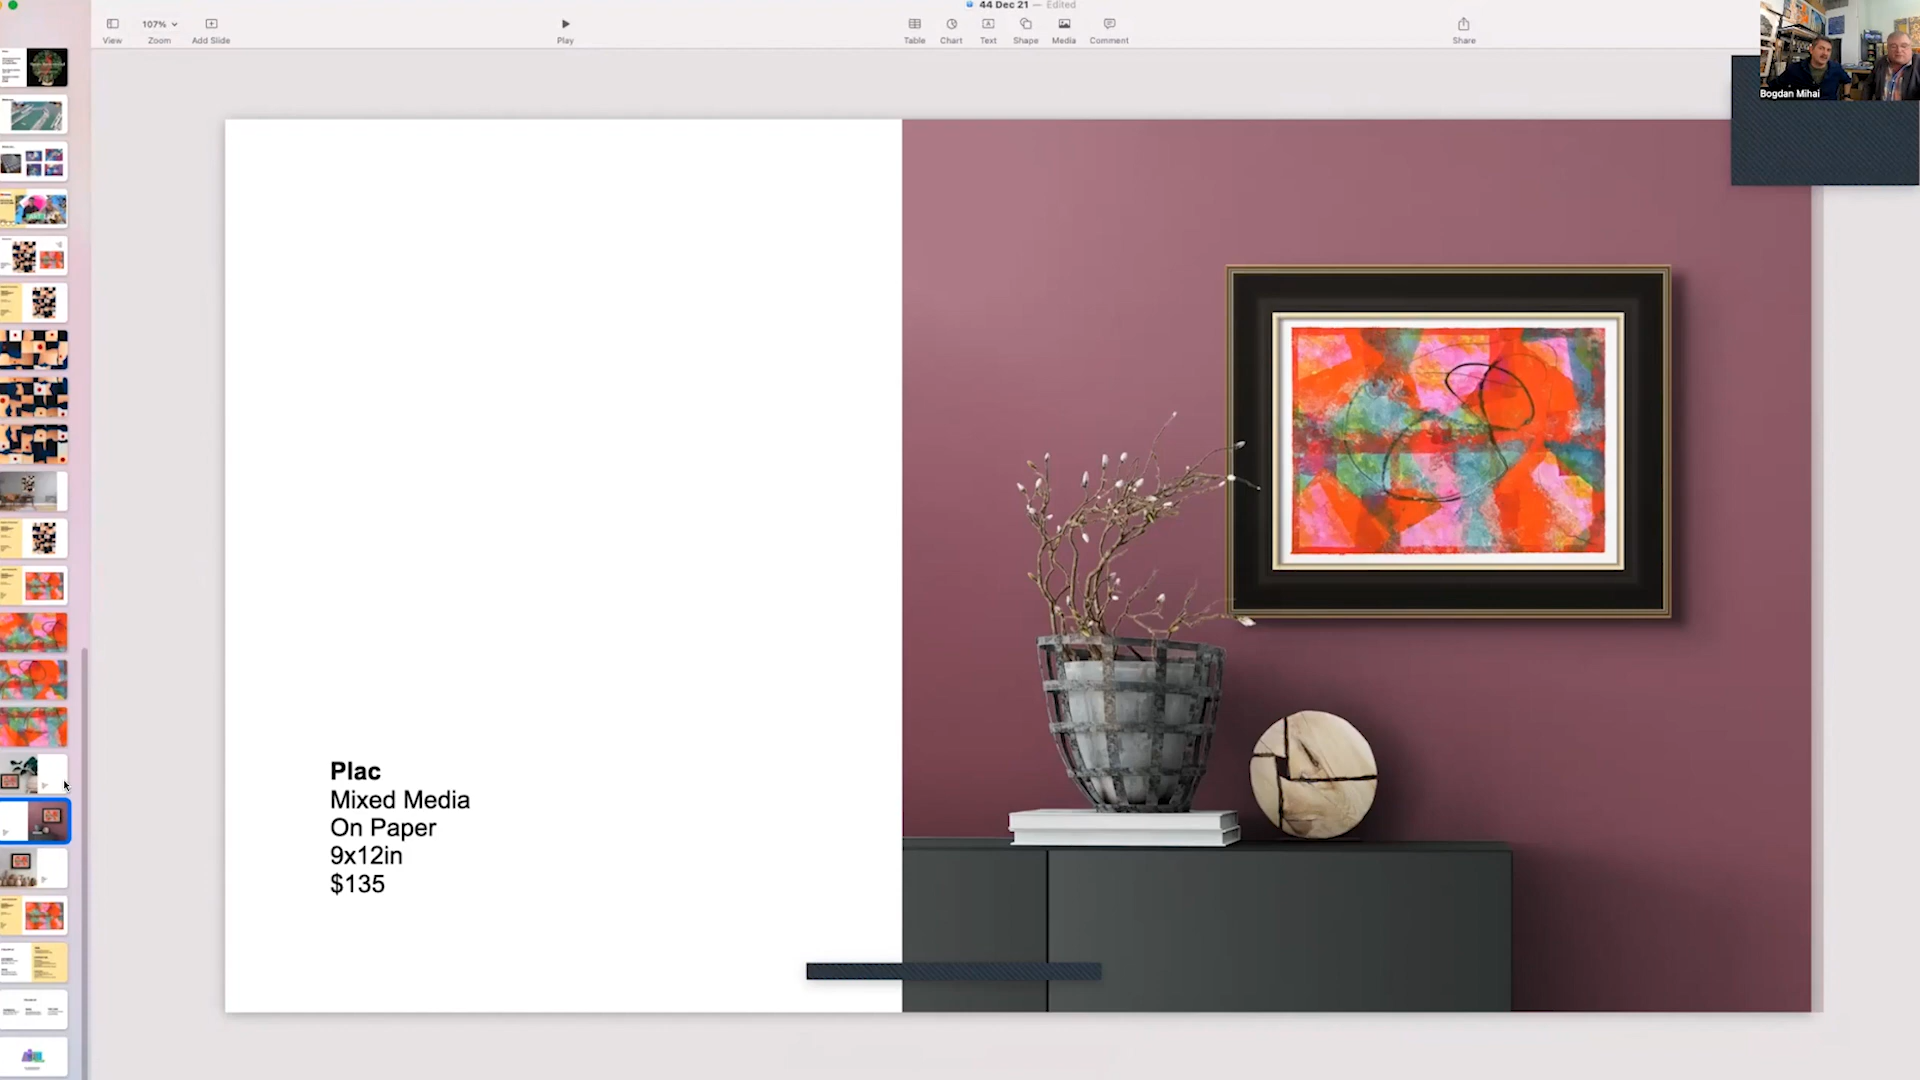 44 Dec 21 — Edited
View
107%
Zoom
Add Slide
Play
Table
Chart
Text
Shape
Media
Comment
Share
Bogdan Mihai
Plac
Mixed Media
On Paper
9x12in
$135